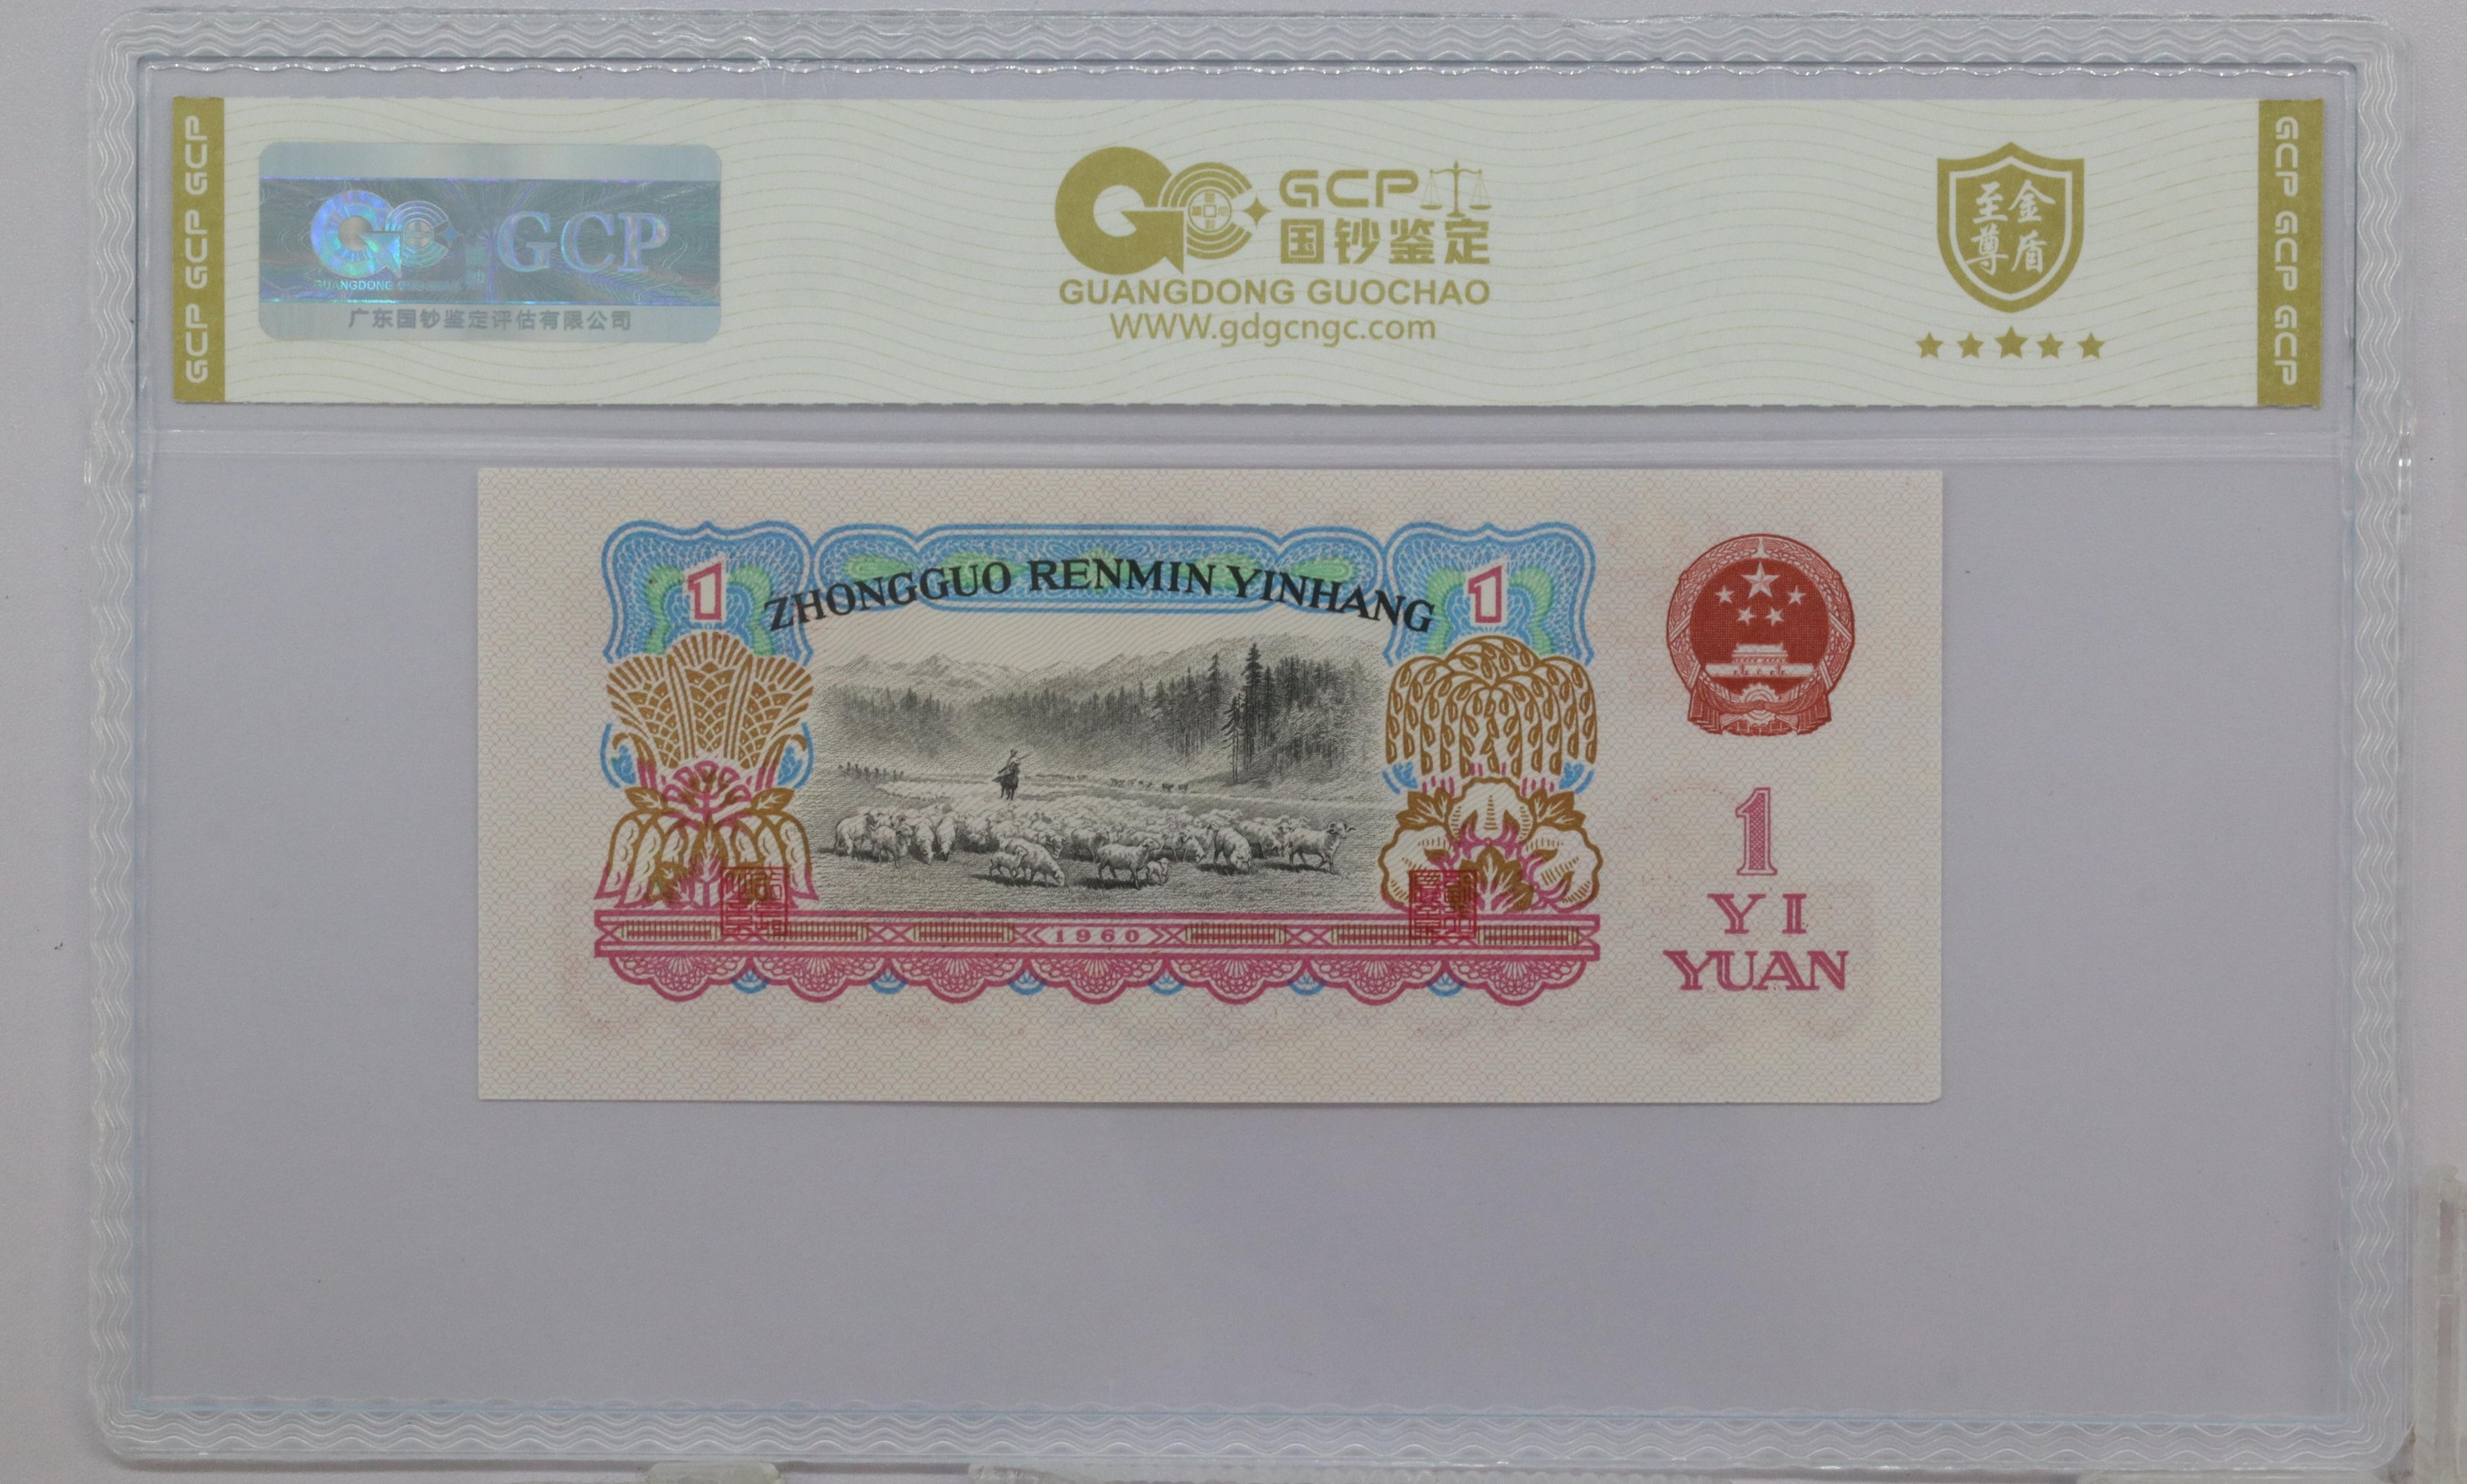 GCP GCP GCP
GCP
GUANGDONG GUOCHAO
广东国钞鉴定评估有限公司
GCP
国钞鉴定
GUANGDONG GUOCHAO
WWW.gdgcngc.com
金盾
至尊
GCP GCP GCP
1
ZHONGGUO RENMIN YINHANG
1
1960
1
YI
YUAN